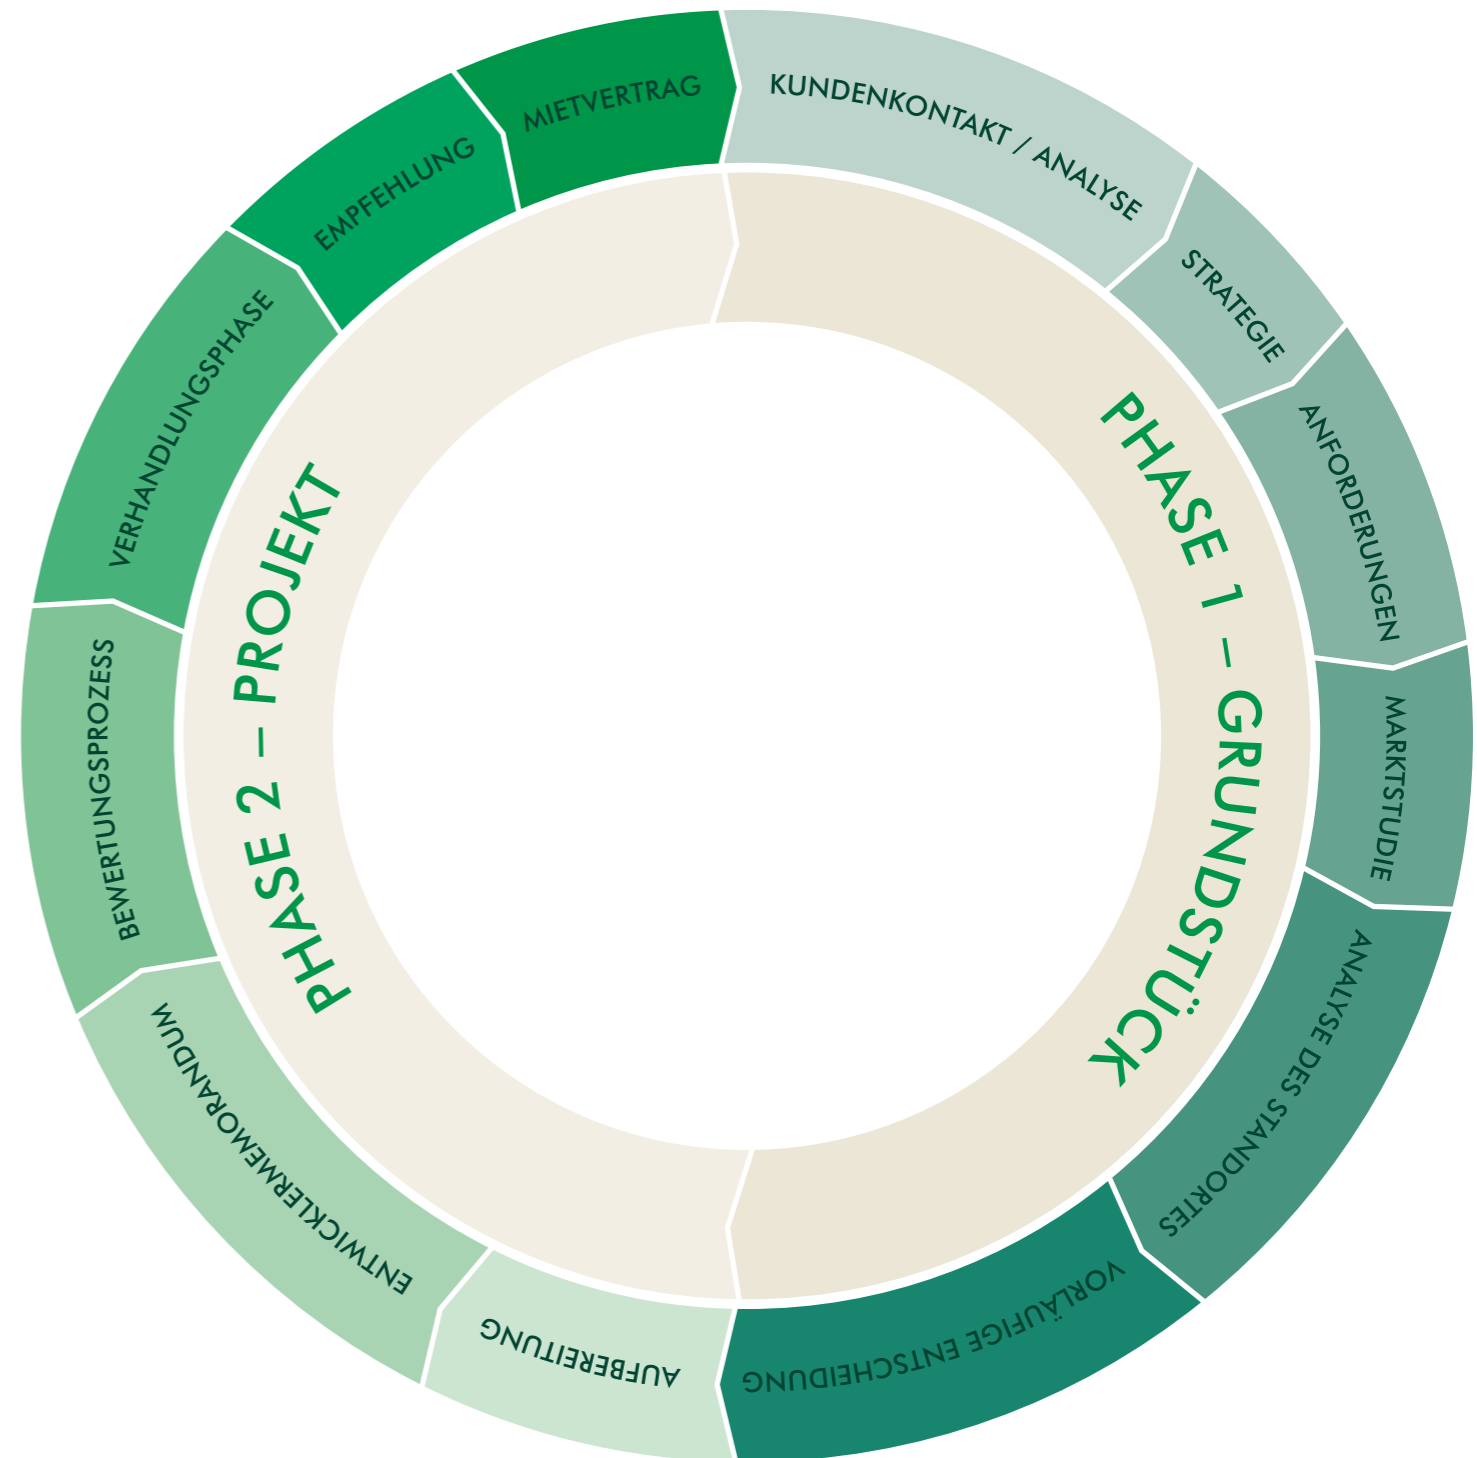 KUNDENKONTAKT / ANALYSE
STRATEGIE
ANFORDERUNGEN
MARKTSTUDIE
ANALYSE DES STANDORTES
VORLÄUFIGE ENTSCHEIDUNG
AUFBEREITUNG
ENTWICKLERMEMORANDUM
BEWERTUNGSPROZESS
VERHANDLUNGSPHASE
EMPFEHLUNG
MIETVERTRAG
PHASE 1 – GRUNDSTÜCK
PHASE 2 – PROJEKT